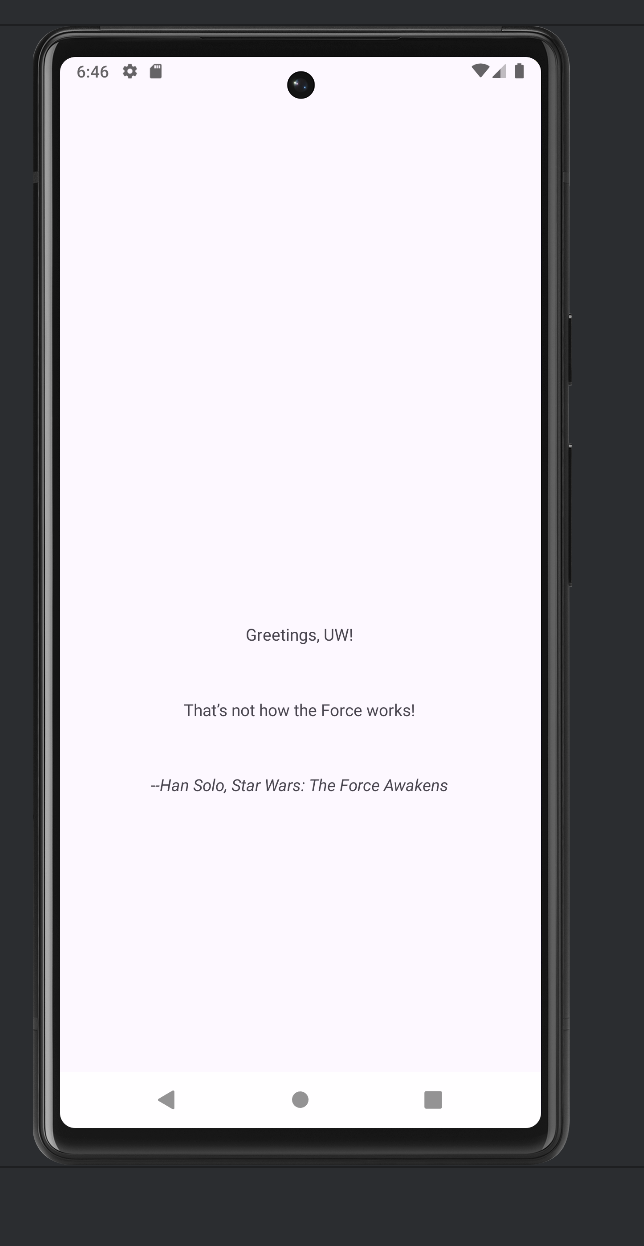 6:46
Greetings, UW!
That's not how the Force works!
--Han Solo, Star Wars: The Force Awakens